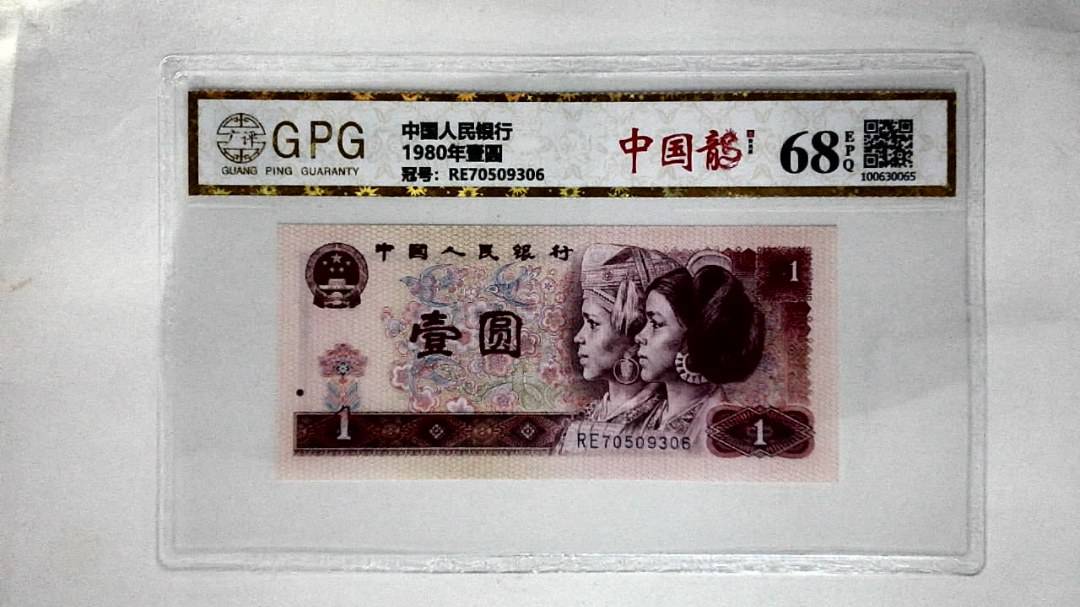 GPG
广评
GUANG PING GUARANTY
中国人民银行
1980年壹圆
冠号：RE70509306
中国龍
68
EPQ
100630065
中国人民银行
1
壹圆
1
RE70509306
1